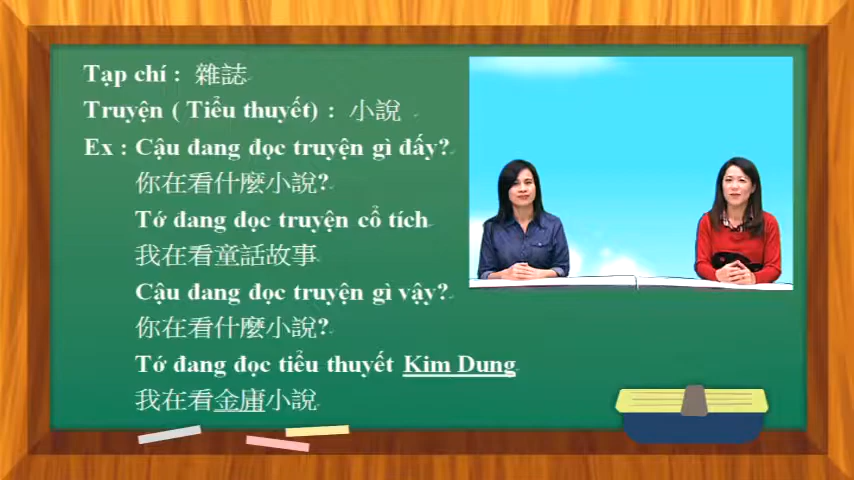 Tạp chí : 雜誌
Truyện ( Tiểu thuyết) : 小說
Ex : Cậu đang đọc truyện gì đấy?
你在看什麼小說?
Tớ đang đọc truyện cổ tích
我在看童話故事
Cậu đang đọc truyện gì vậy?
你在看什麼小說?
Tớ đang đọc tiểu thuyết Kim Dung
我在看金庸小說